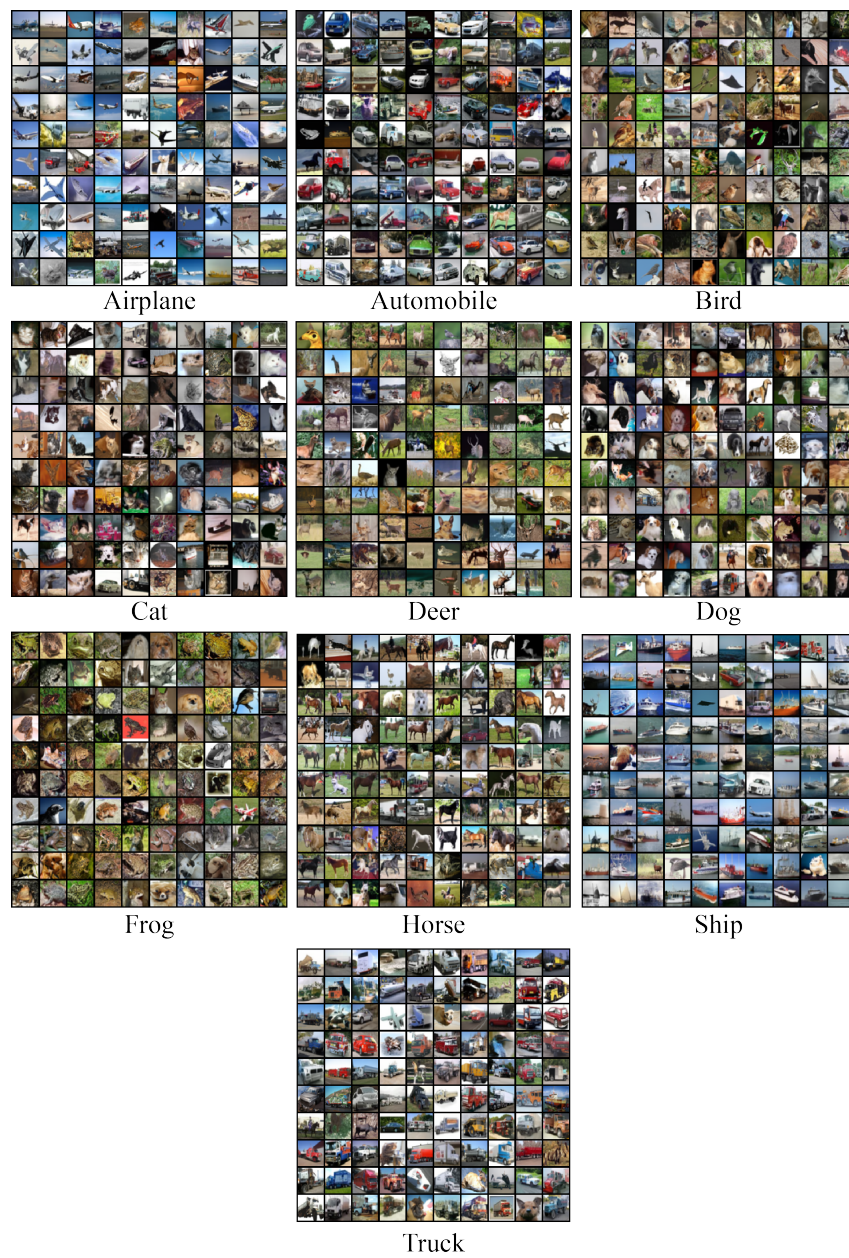 Airplane
Automobile
Bird
Cat
Deer
Dog
Frog
Horse
Ship
Truck